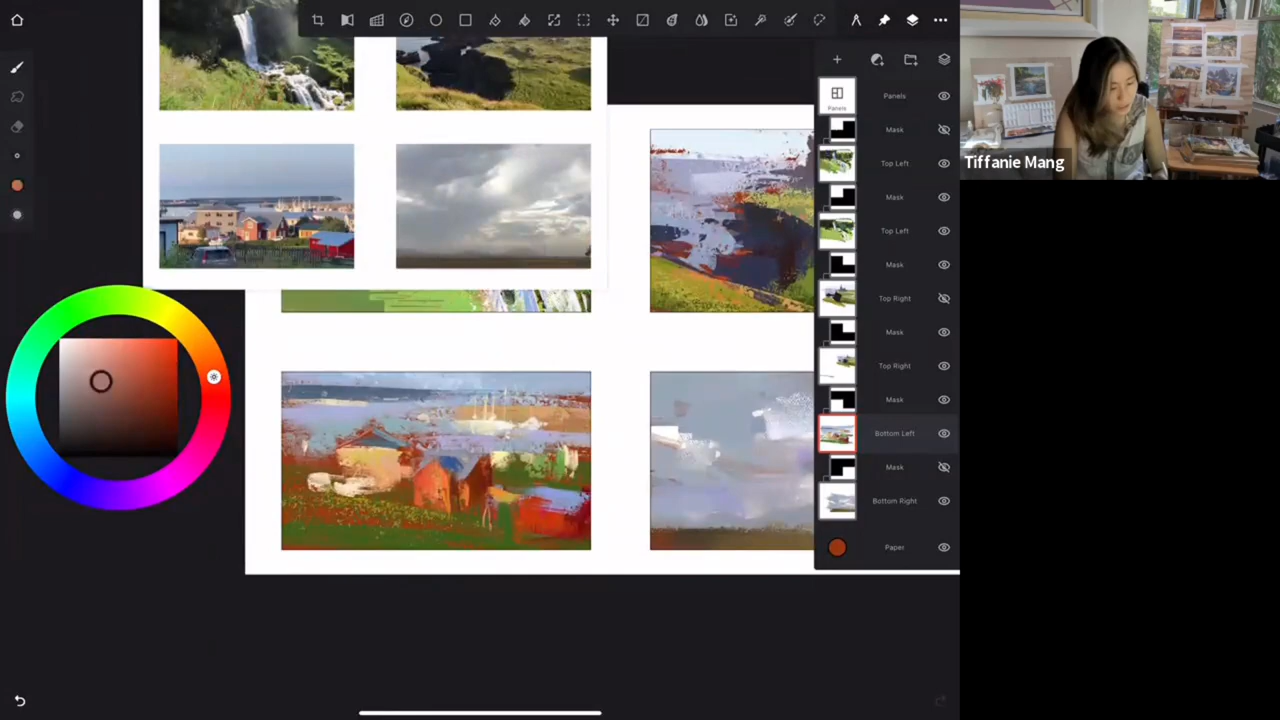 Panels
Panels
Mask
Top Left
Mask
Top Left
Mask
Top Right
Mask
Top Right
Mask
Bottom Left
Mask
Bottom Right
Paper
Tiffanie Mang